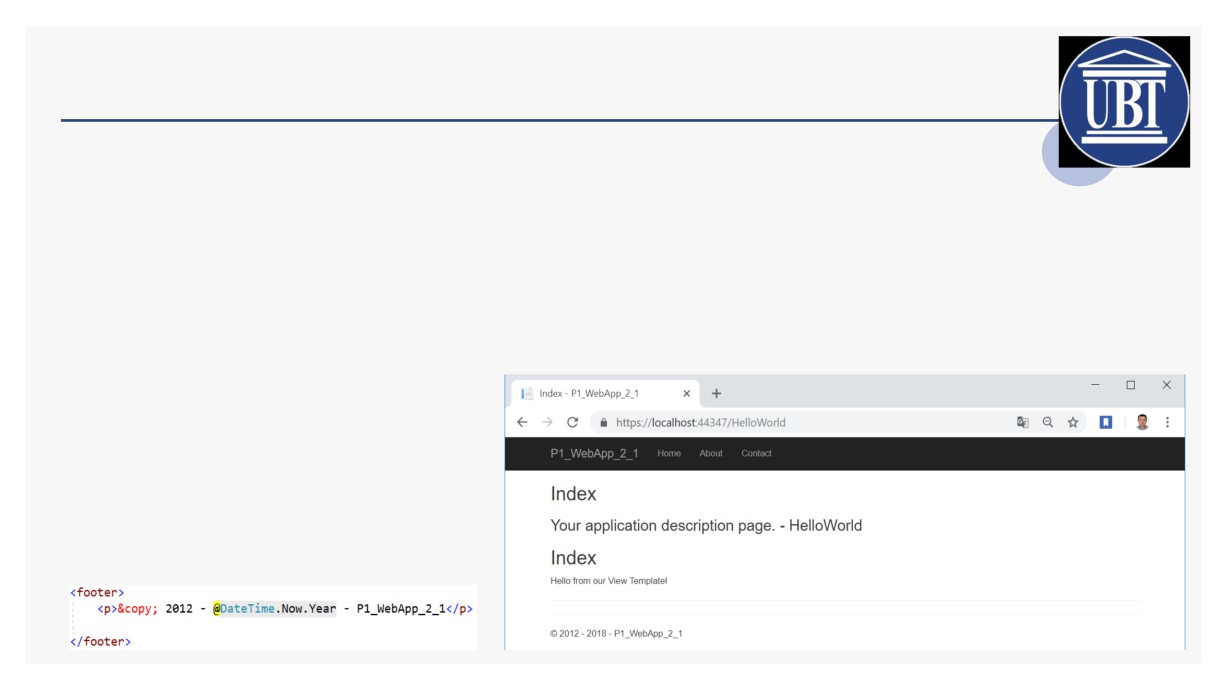 UBT
Index - P1_WebApp_2_1
https://localhost:44347/HelloWorld
P1_WebApp_2_1 Home About Contact
Index
Your application description page. - HelloWorld
Index
Hello from our View Template!
© 2012 - 2018 - P1_WebApp_2_1
<footer>
<p>&copy; 2012 - @DateTime.Now.Year - P1_WebApp_2_1</p>
</footer>